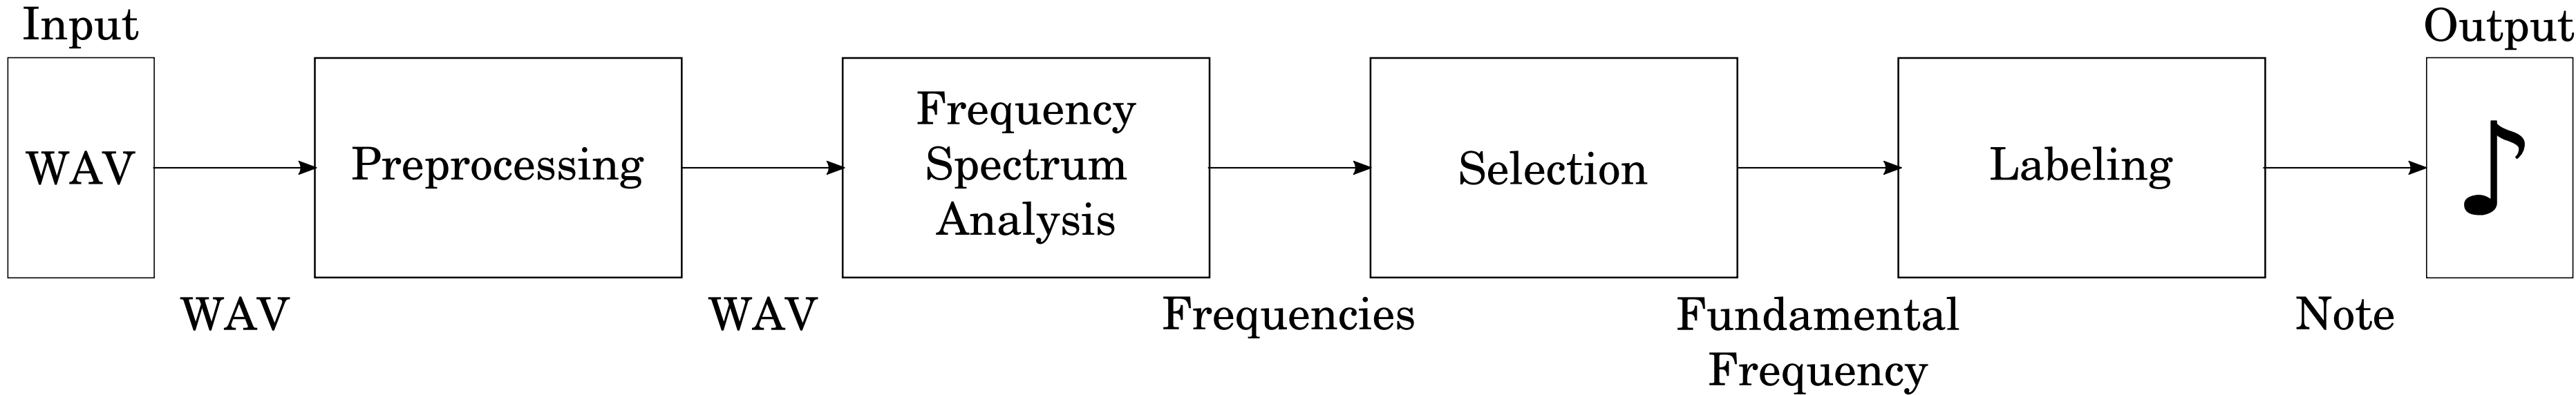 Input
Output
WAV
Preprocessing
Frequency
Spectrum
Analysis
Selection
Labeling
WAV
WAV
Frequencies
Fundamental
Frequency
Note